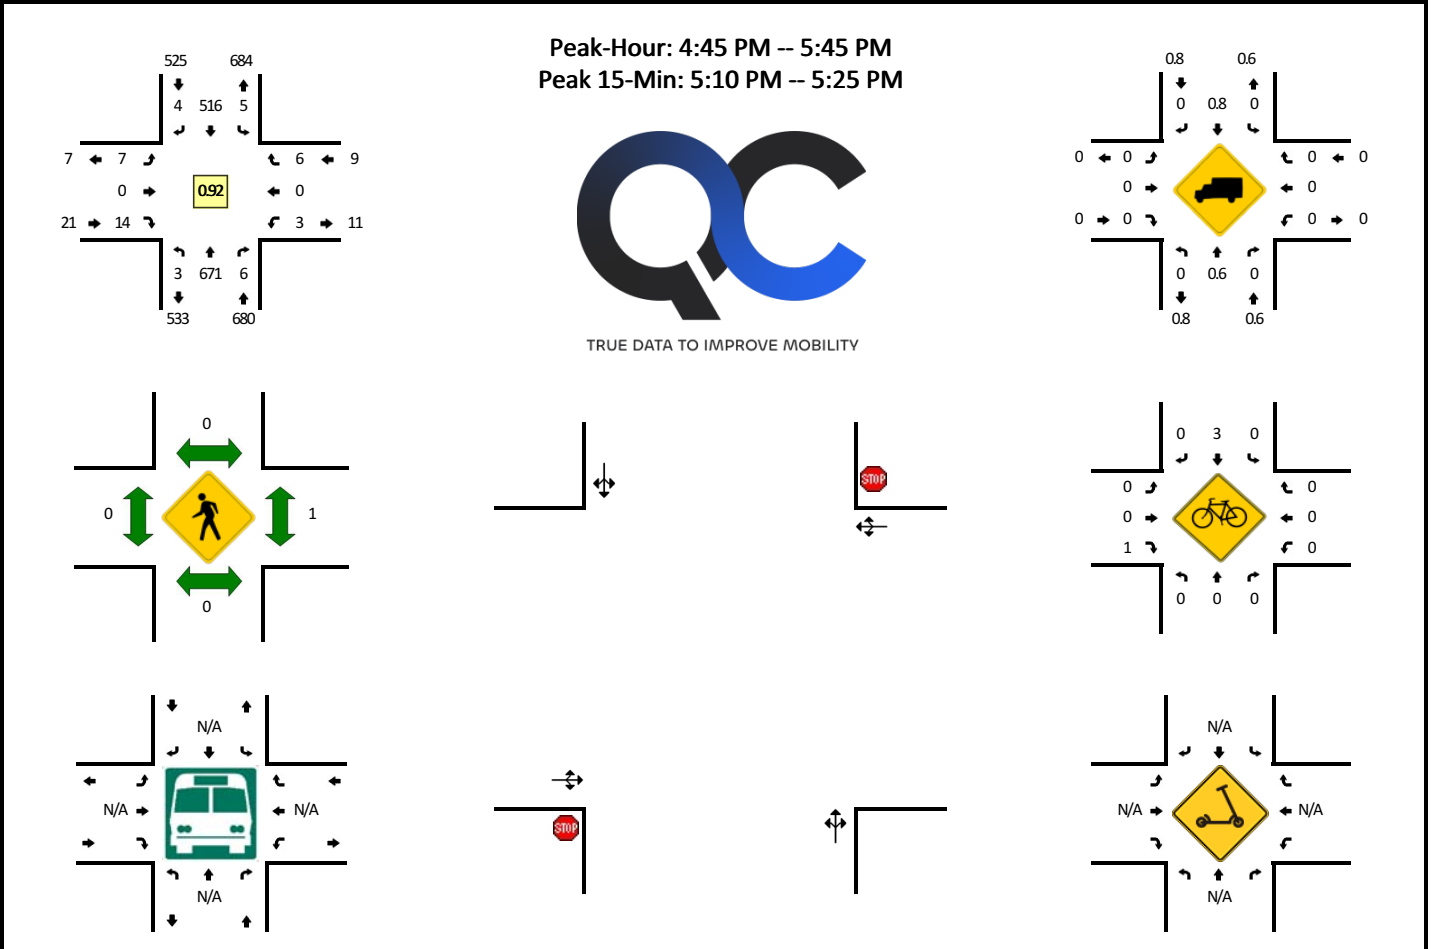 Peak-Hour: 4:45 PM -- 5:45 PM
Peak 15-Min: 5:10 PM -- 5:25 PM
525 684
4 516 5
7 7 6 9
0 0.92 0
21 14 3 11
3 671 6
533 680
QC
TRUE DATA TO IMPROVE MOBILITY
0.8 0.6
0 0.8 0
0 0 0 0
0 0
0 0 0 0
0 0.6 0
0.8 0.6
0
0 1
0
STOP
STOP
0 3 0
0 0
0 0
1 0
0 0 0
N/A
N/A N/A
N/A
N/A
N/A N/A
N/A